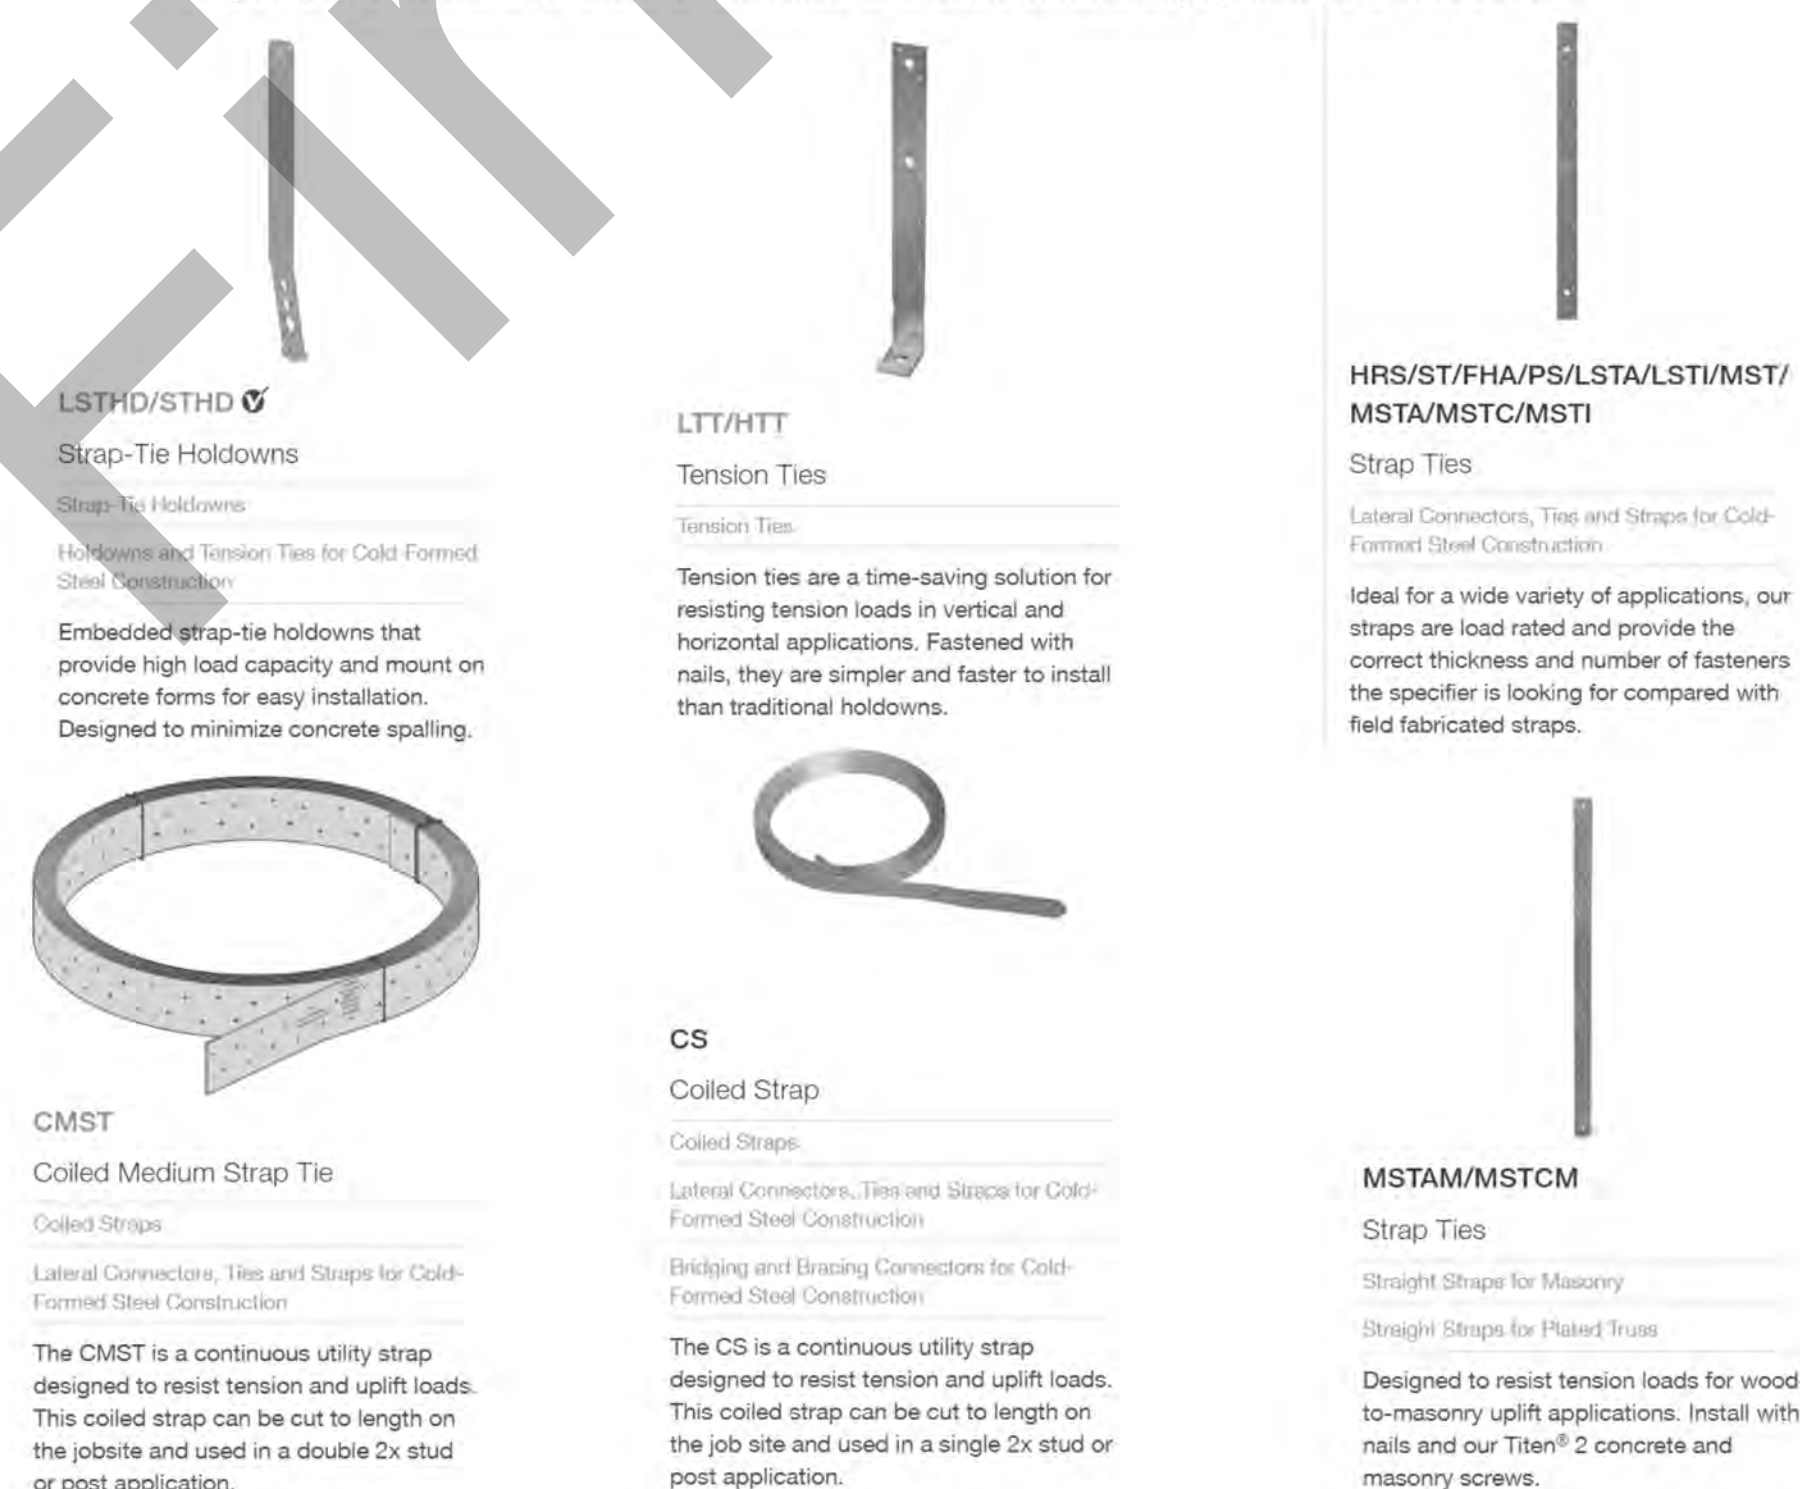 LSTHD/STHD
Strap-Tie Holdowns
Strap-Tie Holdowns
Holdowns and Tension Ties for Cold-Formed
Steel Construction
Embedded strap-tie holdowns that
provide high load capacity and mount on
concrete forms for easy installation.
Designed to minimize concrete spalling.
LTT/HTT
Tension Ties
Tension Ties
Tension ties are a time-saving solution for
resisting tension loads in vertical and
horizontal applications. Fastened with
nails, they are simpler and faster to install
than traditional holdowns.
HRS/ST/FHA/PS/LSTA/LSTI/MST/
MSTA/MSTC/MSTI
Strap Ties
Lateral Connectors, Ties and Straps for Cold-
Formed Steel Construction
Ideal for a wide variety of applications, our
straps are load rated and provide the
correct thickness and number of fasteners
the specifier is looking for compared with
field fabricated straps.
CMST
Coiled Medium Strap Tie
Coiled Straps
Lateral Connectors, Ties and Straps for Cold-
Formed Steel Construction
The CMST is a continuous utility strap
designed to resist tension and uplift loads.
This coiled strap can be cut to length on
the jobsite and used in a double 2x stud
or post application.
CS
Coiled Strap
Coiled Straps
Lateral Connectors, Ties and Straps for Cold-
Formed Steel Construction
Bridging and Bracing Connectors for Cold-
Formed Steel Construction
The CS is a continuous utility strap
designed to resist tension and uplift loads.
This coiled strap can be cut to length on
the job site and used in a single 2x stud or
post application.
MSTAM/MSTCM
Strap Ties
Straight Straps for Masonry
Straight Straps for Plated Truss
Designed to resist tension loads for wood-
to-masonry uplift applications. Install with
nails and our Titen® 2 concrete and
masonry screws.